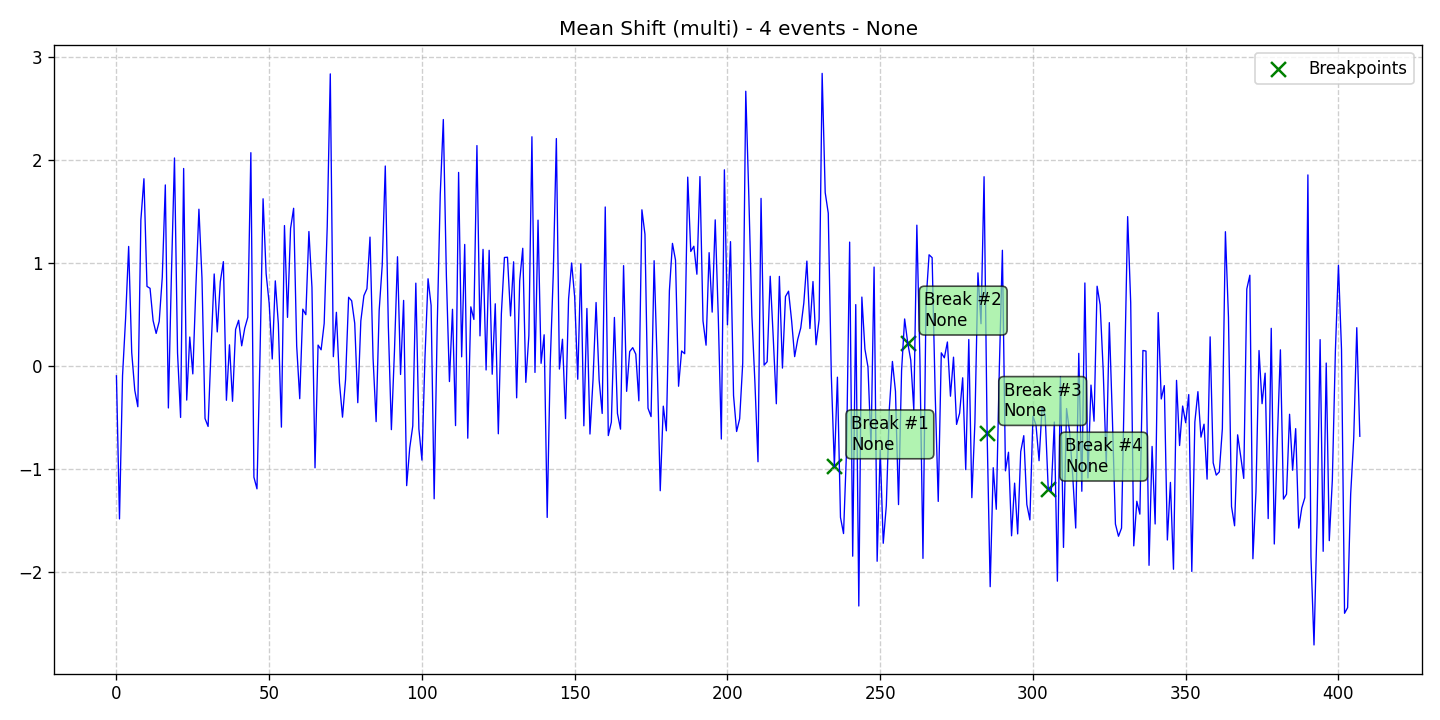 Mean Shift (multi) - 4 events - None
Breakpoints
3
2
1
0
−1
−2
Break #2
None
Break #3
None
Break #1
None
Break #4
None
0 50 100 150 200 250 300 350 400